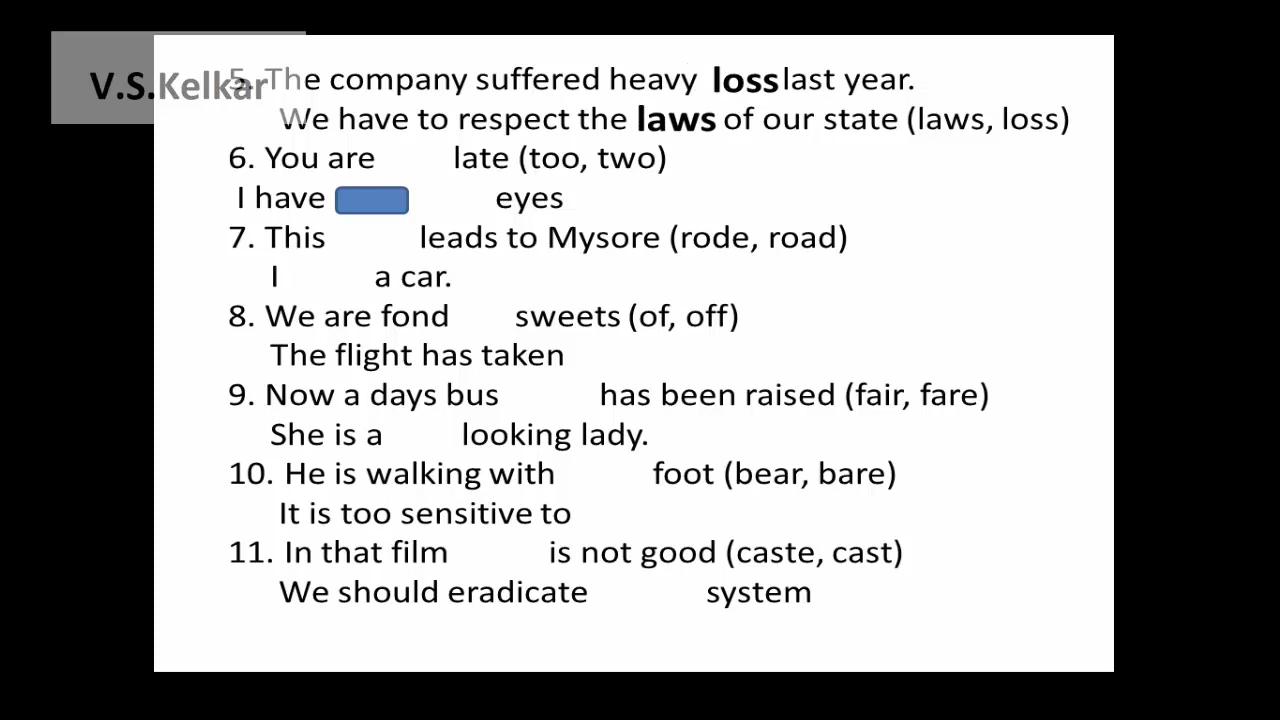 V.S.Kelkar
5. The company suffered heavy loss last year.
We have to respect the laws of our state (laws, loss)
6. You are late (too, two)
I have eyes
7. This leads to Mysore (rode, road)
I a car.
8. We are fond sweets (of, off)
The flight has taken
9. Now a days bus has been raised (fair, fare)
She is a looking lady.
10. He is walking with foot (bear, bare)
It is too sensitive to
11. In that film is not good (caste, cast)
We should eradicate system